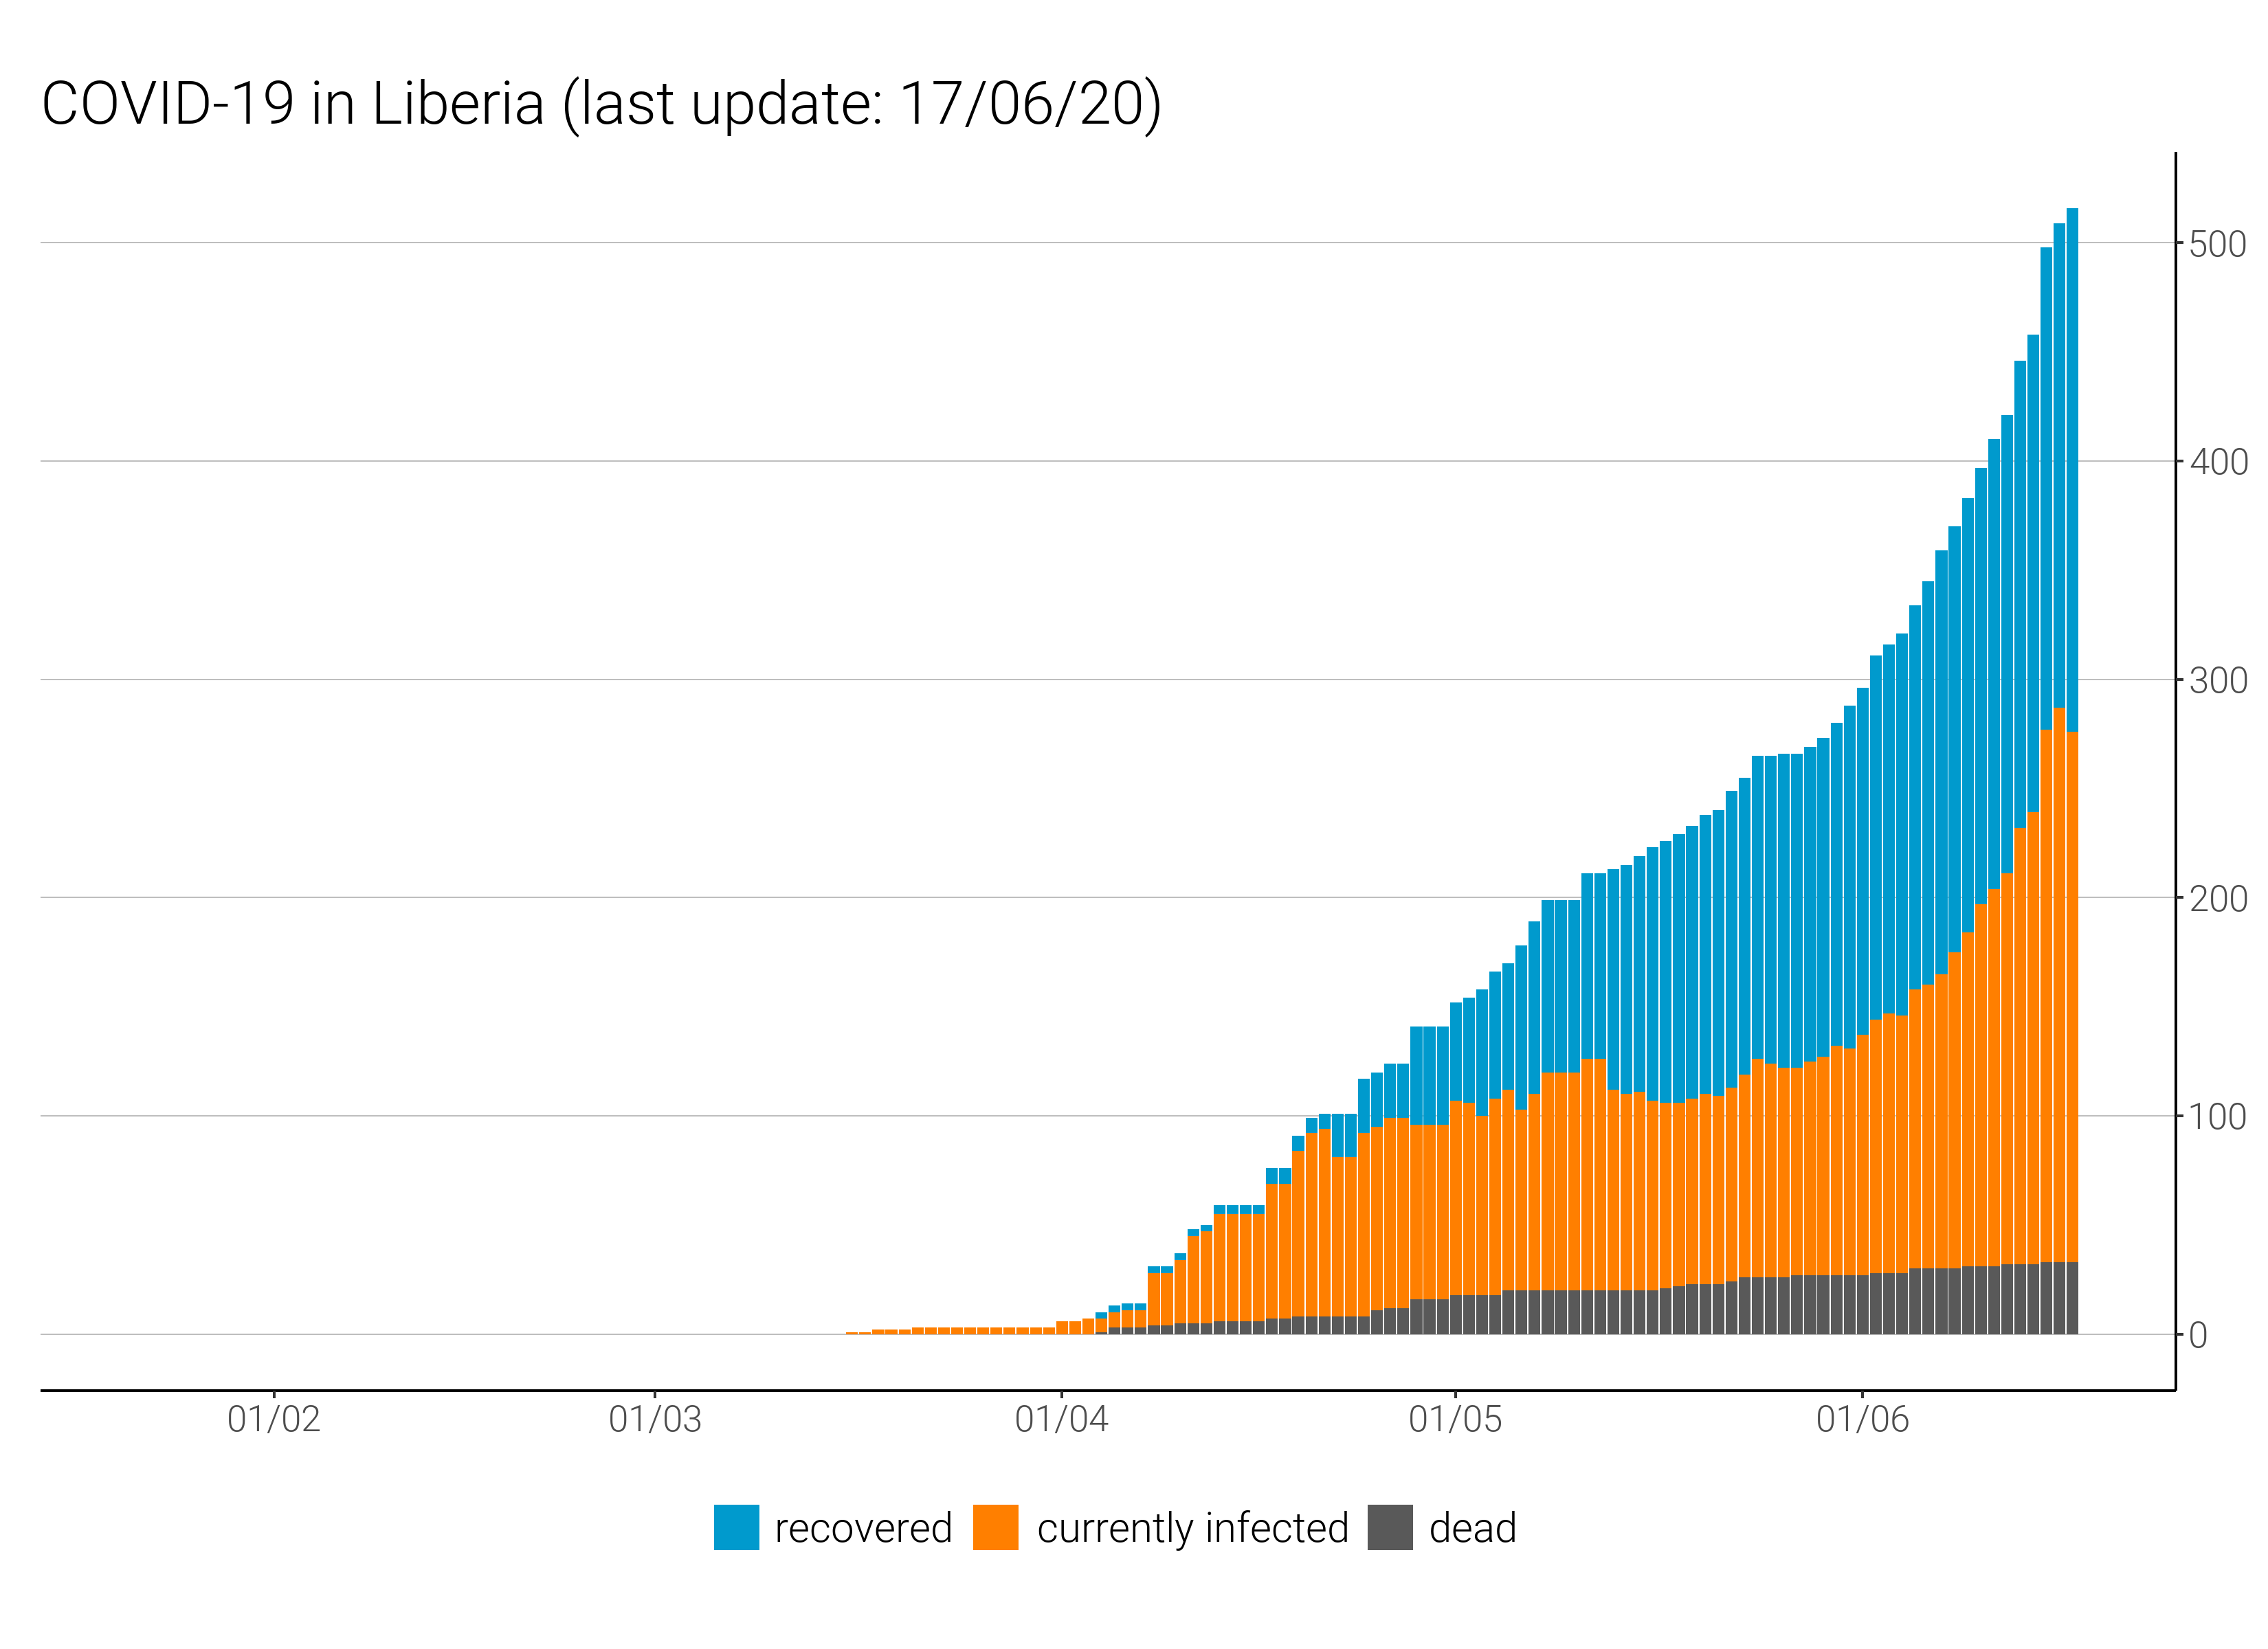 COVID-19 in Liberia (last update: 17/06/20)
500
400
300
200
100
0
01/02 01/03 01/04 01/05 01/06
recovered currently infected dead